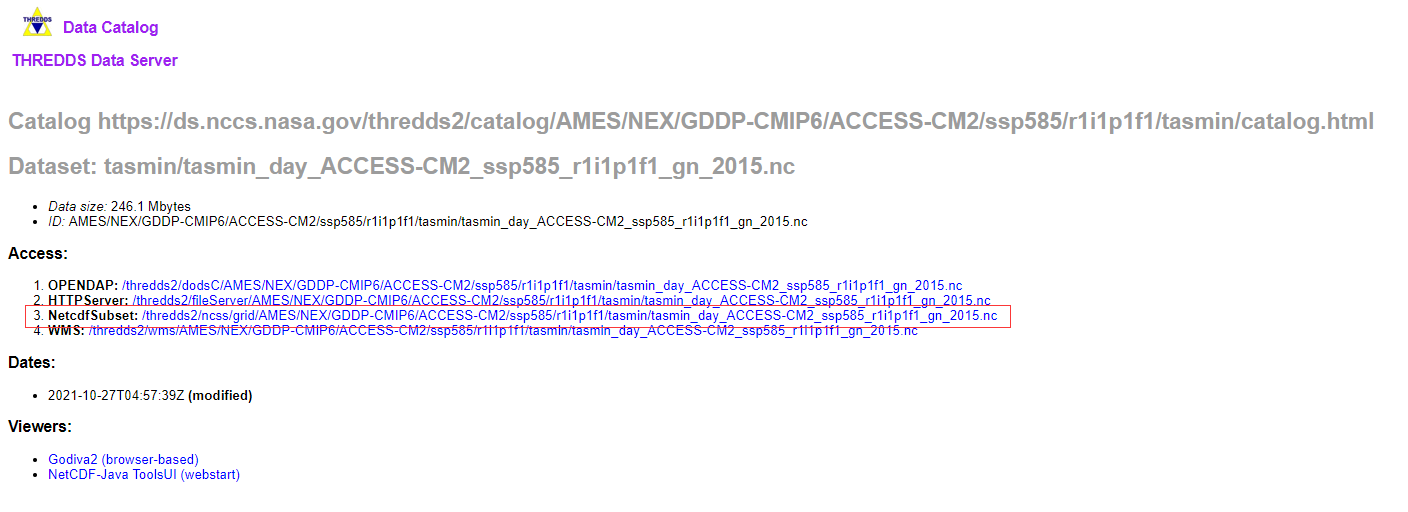 THREDDS
Data Catalog
THREDDS Data Server
Catalog https://ds.nccs.nasa.gov/thredds2/catalog/AMES/NEX/GDDP-CMIP6/ACCESS-CM2/ssp585/r1i1p1f1/tasmin/catalog.html
Dataset: tasmin/tasmin_day_ACCESS-CM2_ssp585_r1i1p1f1_gn_2015.nc
• Data size: 246.1 Mbytes
• ID: AMES/NEX/GDDP-CMIP6/ACCESS-CM2/ssp585/r1i1p1f1/tasmin/tasmin_day_ACCESS-CM2_ssp585_r1i1p1f1_gn_2015.nc
Access:
1. OPENDAP: /thredds2/dodsC/AMES/NEX/GDDP-CMIP6/ACCESS-CM2/ssp585/r1i1p1f1/tasmin/tasmin_day_ACCESS-CM2_ssp585_r1i1p1f1_gn_2015.nc
2. HTTPServer: /thredds2/fileServer/AMES/NEX/GDDP-CMIP6/ACCESS-CM2/ssp585/r1i1p1f1/tasmin/tasmin_day_ACCESS-CM2_ssp585_r1i1p1f1_gn_2015.nc
3. NetcdfSubset: /thredds2/ncss/grid/AMES/NEX/GDDP-CMIP6/ACCESS-CM2/ssp585/r1i1p1f1/tasmin/tasmin_day_ACCESS-CM2_ssp585_r1i1p1f1_gn_2015.nc
4. WMS: /thredds2/wms/AMES/NEX/GDDP-CMIP6/ACCESS-CM2/ssp585/r1i1p1f1/tasmin/tasmin_day_ACCESS-CM2_ssp585_r1i1p1f1_gn_2015.nc
Dates:
• 2021-10-27T04:57:39Z (modified)
Viewers:
• Godiva2 (browser-based)
• NetCDF-Java ToolsUI (webstart)